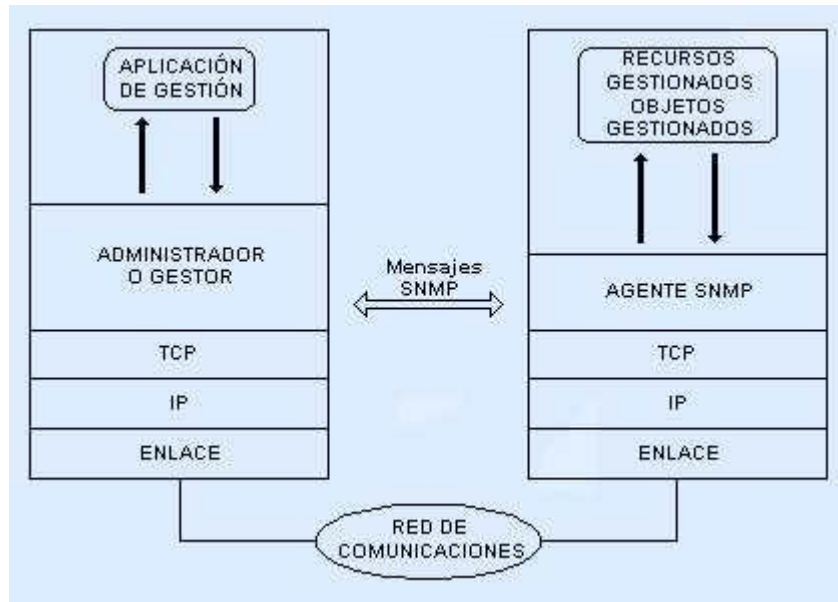 APLICACIÓN
DE GESTIÓN
ADMINISTRADOR
O GESTOR
TCP
IP
ENLACE
Mensajes
SNMP
RECURSOS
GESTIONADOS
OBJETOS
GESTIONADOS
AGENTE SNMP
TCP
IP
ENLACE
RED DE
COMUNICACIONES